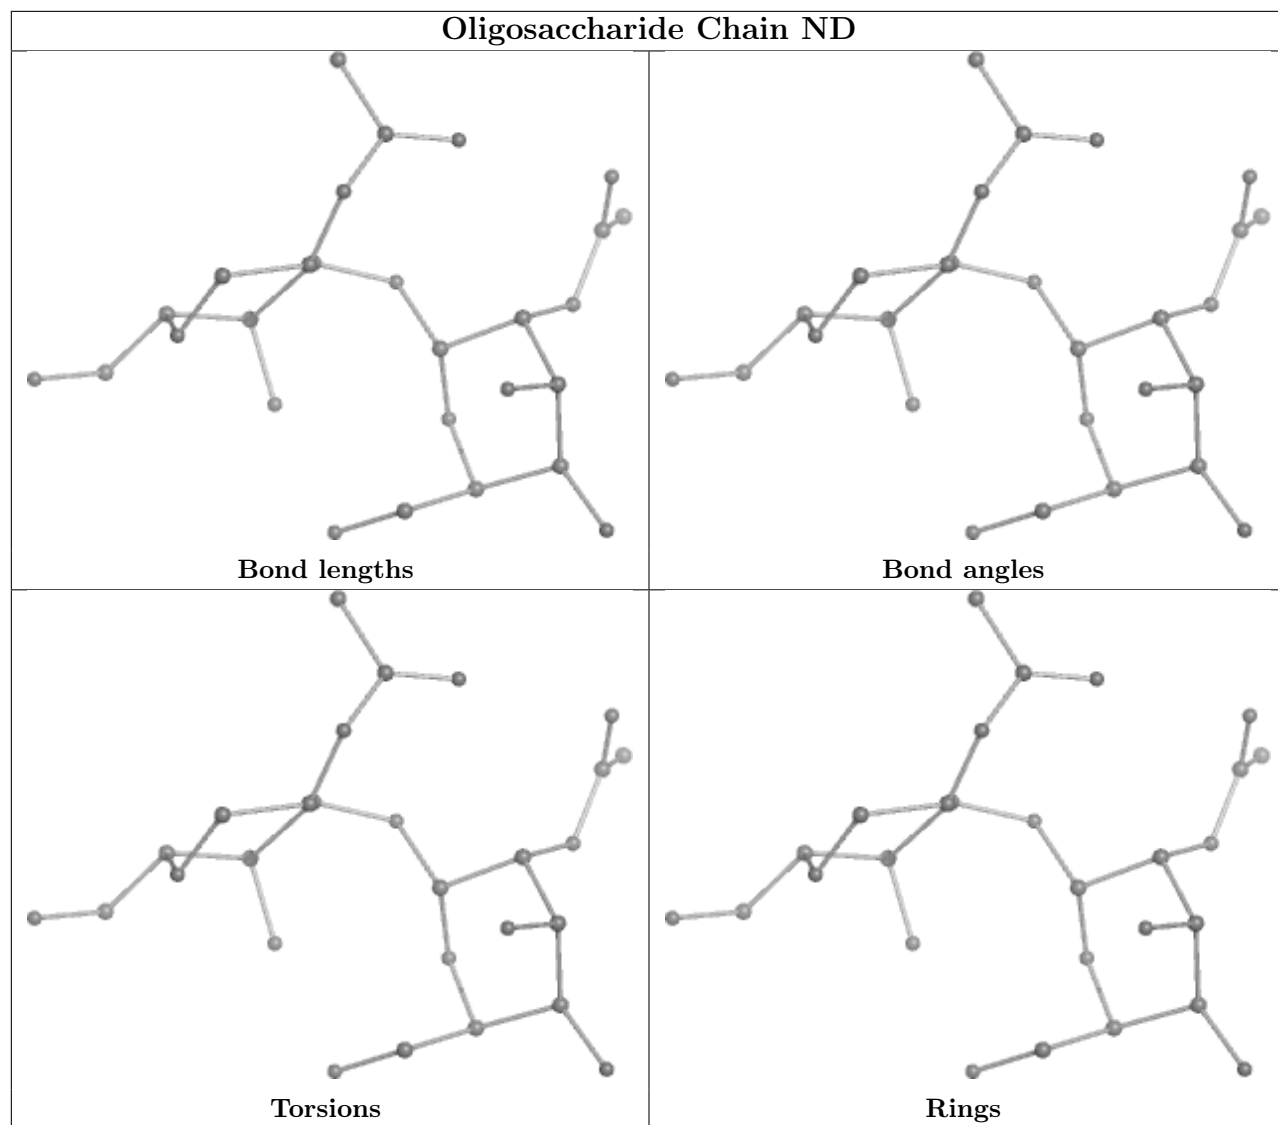 Oligosaccharide Chain ND
Bond lengths
Bond angles
Torsions
Rings